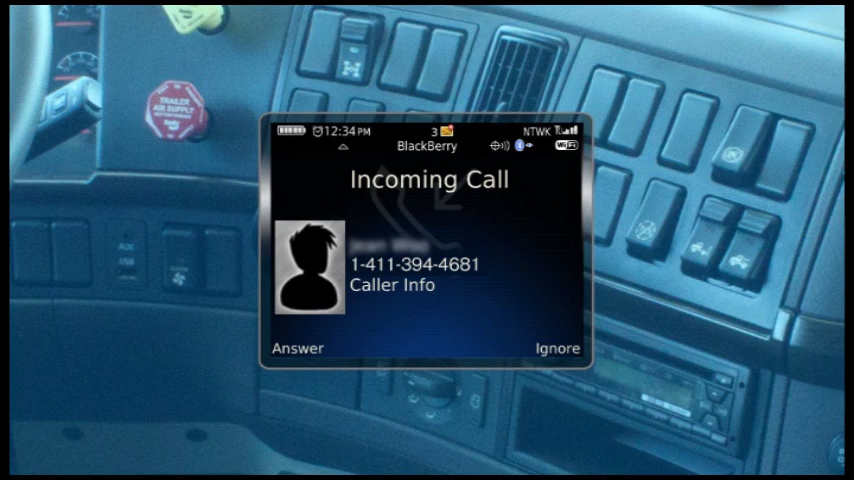 TRAILER
AIR SUPPLY
12:34 PM
3
NTWK
BlackBerry
WiFi
Incoming Call
1-411-394-4681
Caller Info
Answer
Ignore
AUX
USB